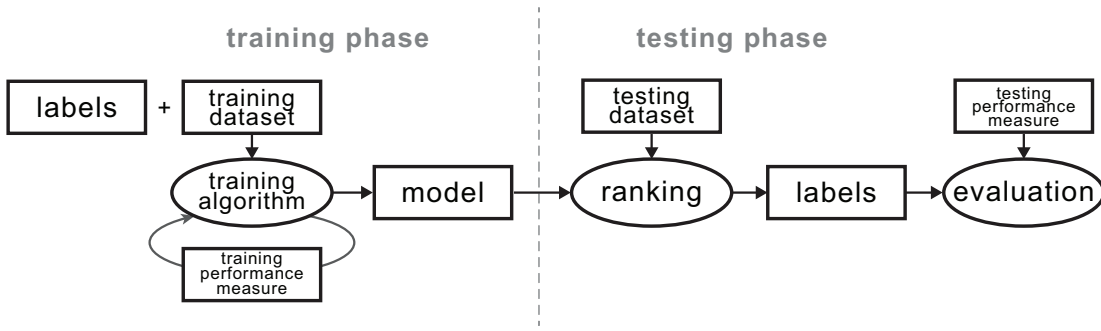 training phase
testing phase
labels
+
training
dataset
training
algorithm
training
performance
measure
model
testing
dataset
ranking
labels
testing
performance
measure
evaluation